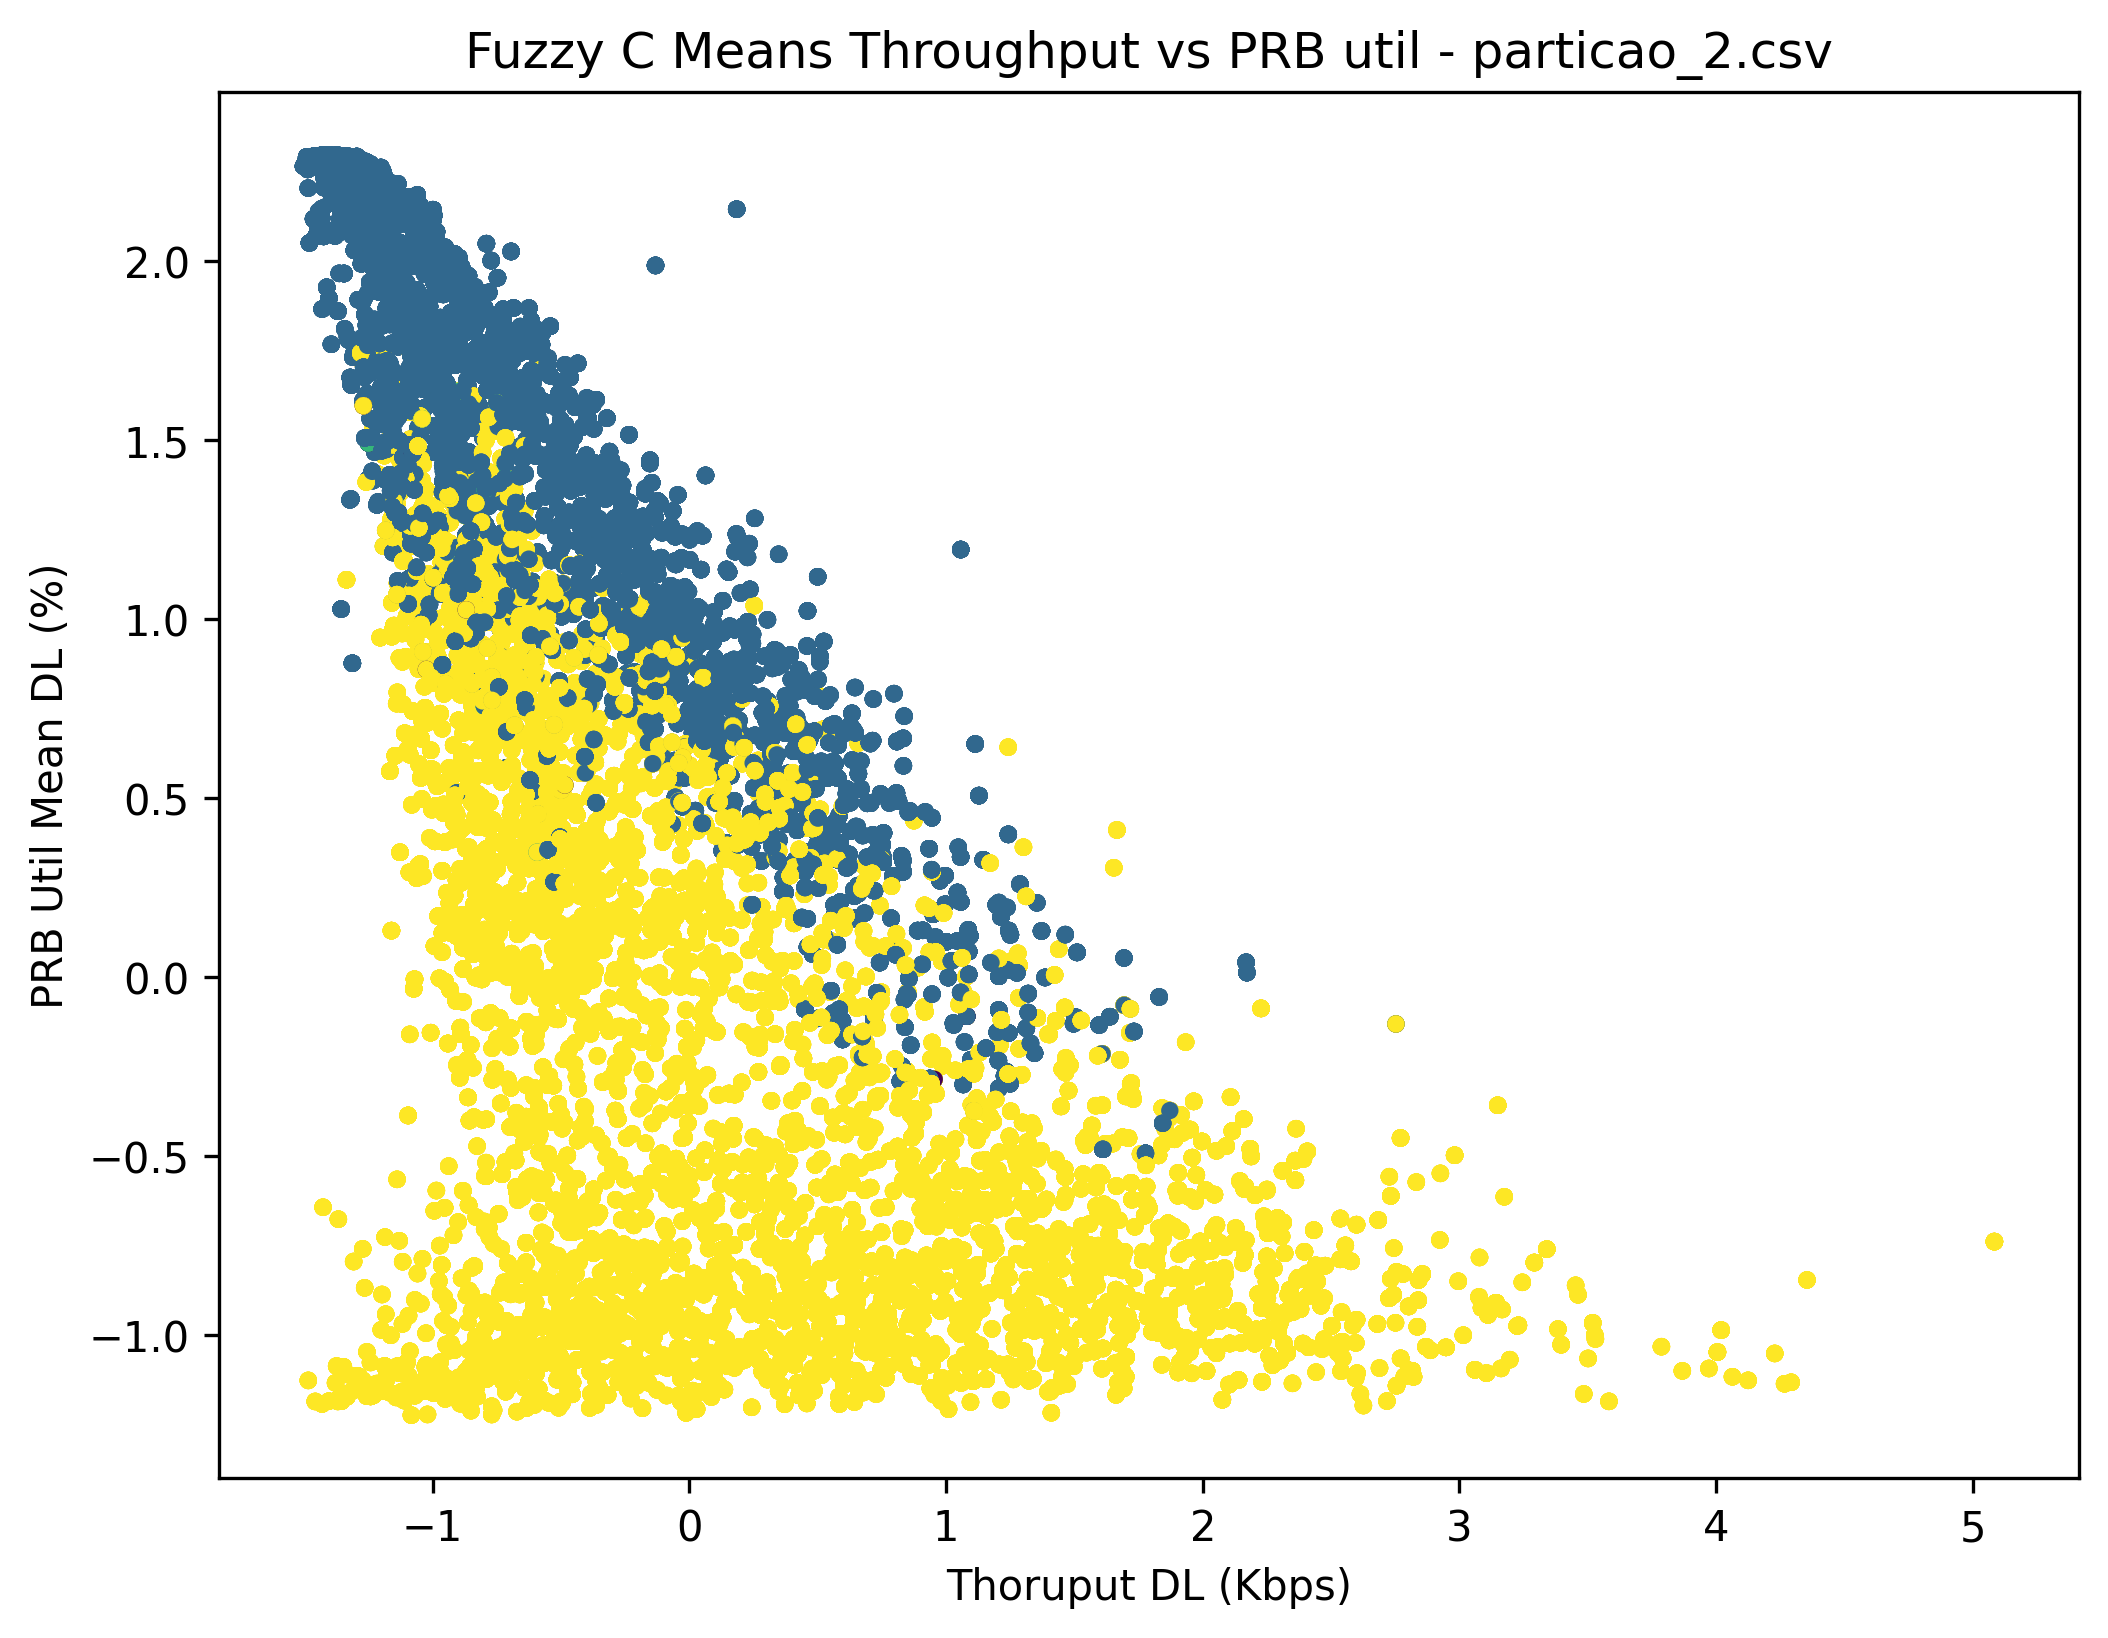 Fuzzy C Means Throughput vs PRB util - particao_2.csv
PRB Util Mean DL (%)
2.0
1.5
1.0
0.5
0.0
−0.5
−1.0
−1 0 1 2 3 4 5
Thoruput DL (Kbps)